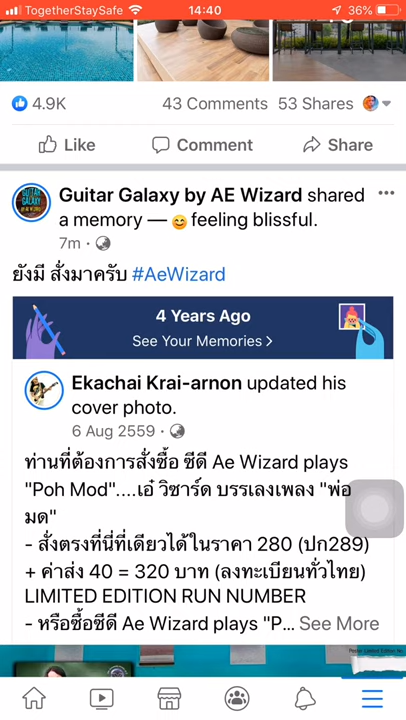 TogetherStaySafe 14:40 36%
4.9K 43 Comments 53 Shares
Like Comment Share
Guitar Galaxy by AE Wizard shared
a memory — 😊 feeling blissful.
7m ·
ยังมี สั่งมาครับ #AeWizard
4 Years Ago
See Your Memories >
Ekachai Krai-arnon updated his
cover photo.
6 Aug 2559 ·
ท่านที่ต้องการสั่งซื้อ ซีดี Ae Wizard plays
"Poh Mod"....เอ๋ วิซาร์ด บรรเลงเพลง "พ่อ
มด"
- สั่งตรงที่นี่ที่เดียวได้ในราคา 280 (ปก289)
+ ค่าส่ง 40 = 320 บาท (ลงทะเบียนทั่วไทย)
LIMITED EDITION RUN NUMBER
- หรือซื้อซีดี Ae Wizard plays "P... See More